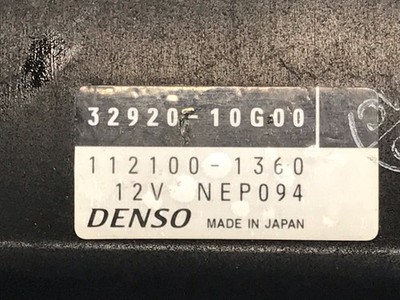 32920-10G00
112100-1360
12V NEP094
DENSO MADE IN JAPAN